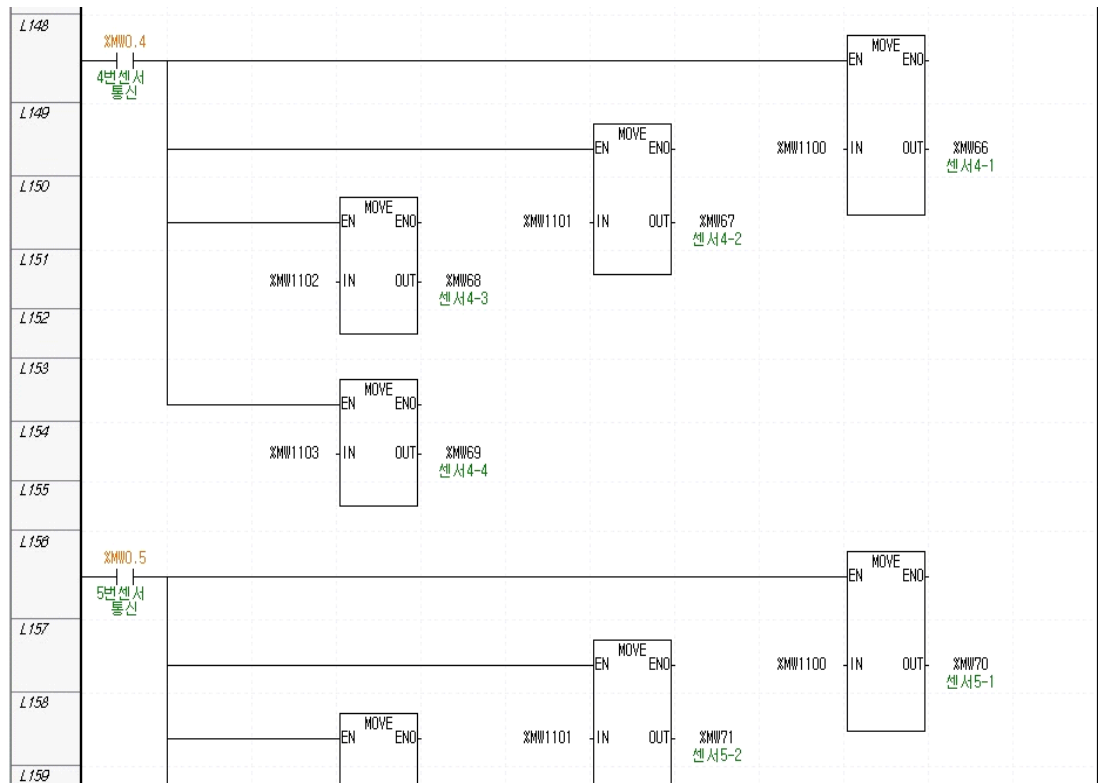 L148
%MW0.4
MOVE
EN ENO
4번센서
통신
L149
MOVE
EN ENO
%MW1100 IN OUT %MW66
센서4-1
L150
MOVE
EN ENO
%MW1101 IN OUT %MW67
센서4-2
L151
%MW1102 IN OUT %MW68
센서4-3
L152
L153
MOVE
EN ENO
L154
%MW1103 IN OUT %MW69
센서4-4
L155
L156
%MW0.5
MOVE
EN ENO
5번센서
통신
L157
MOVE
EN ENO
%MW1100 IN OUT %MW70
센서5-1
L158
MOVE
EN ENO
%MW1101 IN OUT %MW71
센서5-2
L159